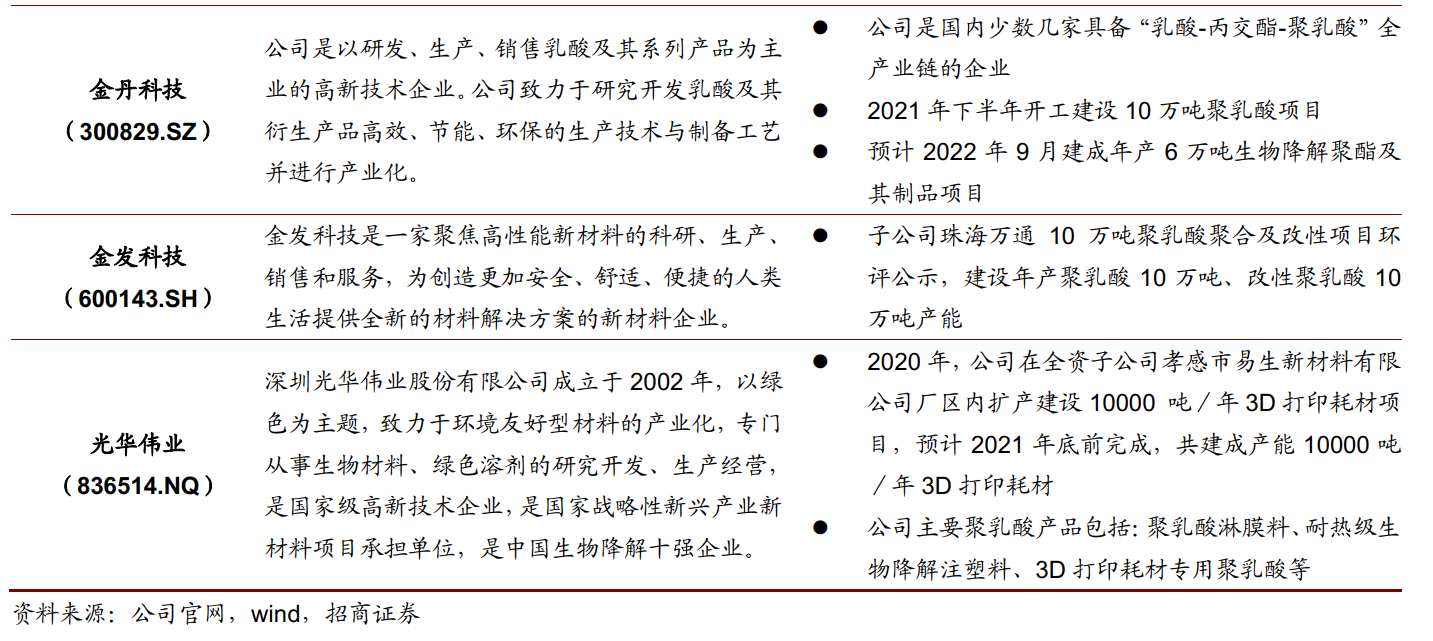 金丹科技
（300829.SZ）
公司是以研发、生产、销售乳酸及其系列产品为主
业的高新技术企业。公司致力于研究开发乳酸及其
衍生产品高效、节能、环保的生产技术与制备工艺
并进行产业化。
● 公司是国内少数几家具备“乳酸-丙交酯-聚乳酸”全
产业链的企业
● 2021 年下半年开工建设 10 万吨聚乳酸项目
● 预计 2022 年 9 月建成年产 6 万吨生物降解聚酯及
其制品项目
金发科技
（600143.SH）
金发科技是一家聚焦高性能新材料的科研、生产、
销售和服务，为创造更加安全、舒适、便捷的人类
生活提供全新的材料解决方案的新材料企业。
● 子公司珠海万通 10 万吨聚乳酸聚合及改性项目环
评公示，建设年产聚乳酸 10 万吨、改性聚乳酸 10
万吨产能
光华伟业
（836514.NQ）
深圳光华伟业股份有限公司成立于 2002 年，以绿
色为主题，致力于环境友好型材料的产业化，专门
从事生物材料、绿色溶剂的研究开发、生产经营，
是国家级高新技术企业，是国家战略性新兴产业新
材料项目承担单位，是中国生物降解十强企业。
● 2020 年，公司在全资子公司孝感市易生新材料有限
公司厂区内扩产建设 10000 吨／年 3D 打印耗材项
目，预计 2021 年底前完成，共建成产能 10000 吨
／年 3D 打印耗材
● 公司主要聚乳酸产品包括：聚乳酸淋膜料、耐热级生
物降解注塑料、3D 打印耗材专用聚乳酸等
资料来源：公司官网，wind，招商证券